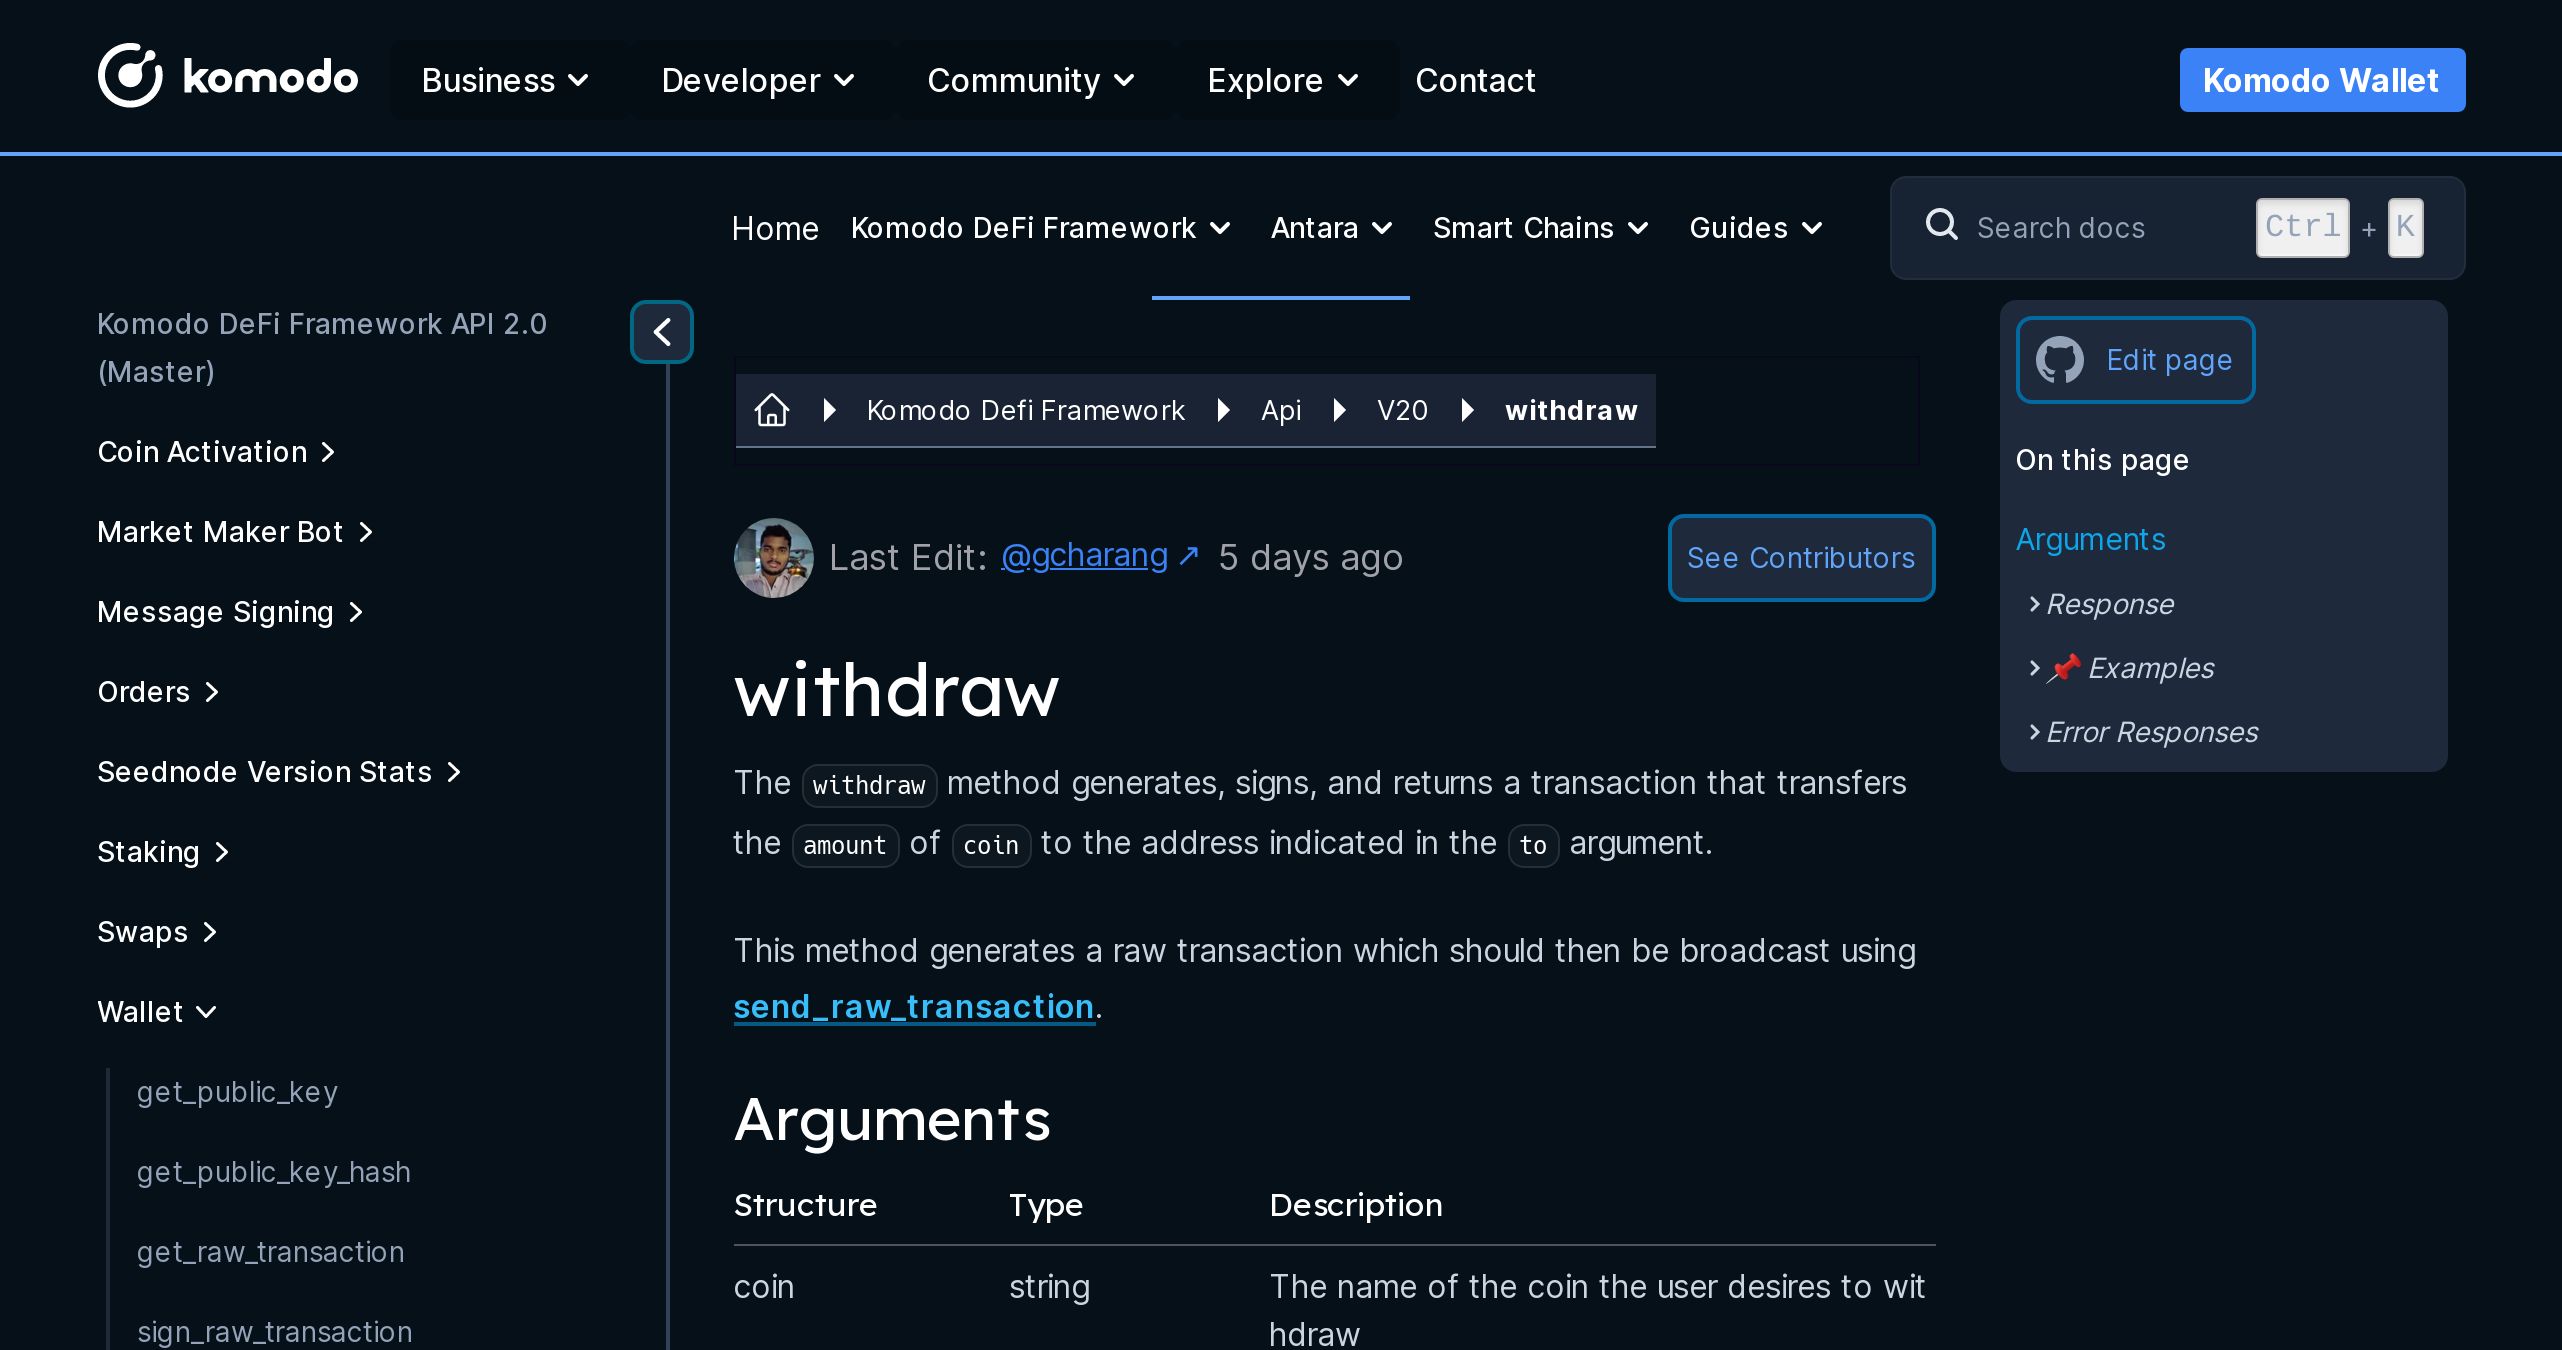 komodo
Business
Developer
Community
Explore
Contact
Komodo Wallet
Home
Komodo DeFi Framework
Antara
Smart Chains
Guides
Search docs
Ctrl + K
Komodo DeFi Framework API 2.0
(Master)
Coin Activation
Market Maker Bot
Message Signing
Orders
Seednode Version Stats
Staking
Swaps
Wallet
get_public_key
get_public_key_hash
get_raw_transaction
sign_raw_transaction
Komodo Defi Framework
Api
V20
withdraw
Last Edit: @gcharang ↗ 5 days ago
See Contributors
withdraw
The withdraw method generates, signs, and returns a transaction that transfers
the amount of coin to the address indicated in the to argument.
This method generates a raw transaction which should then be broadcast using
send_raw_transaction.
Arguments
Structure Type Description
coin string The name of the coin the user desires to wit
hdraw
Edit page
On this page
Arguments
Response
📌 Examples
Error Responses